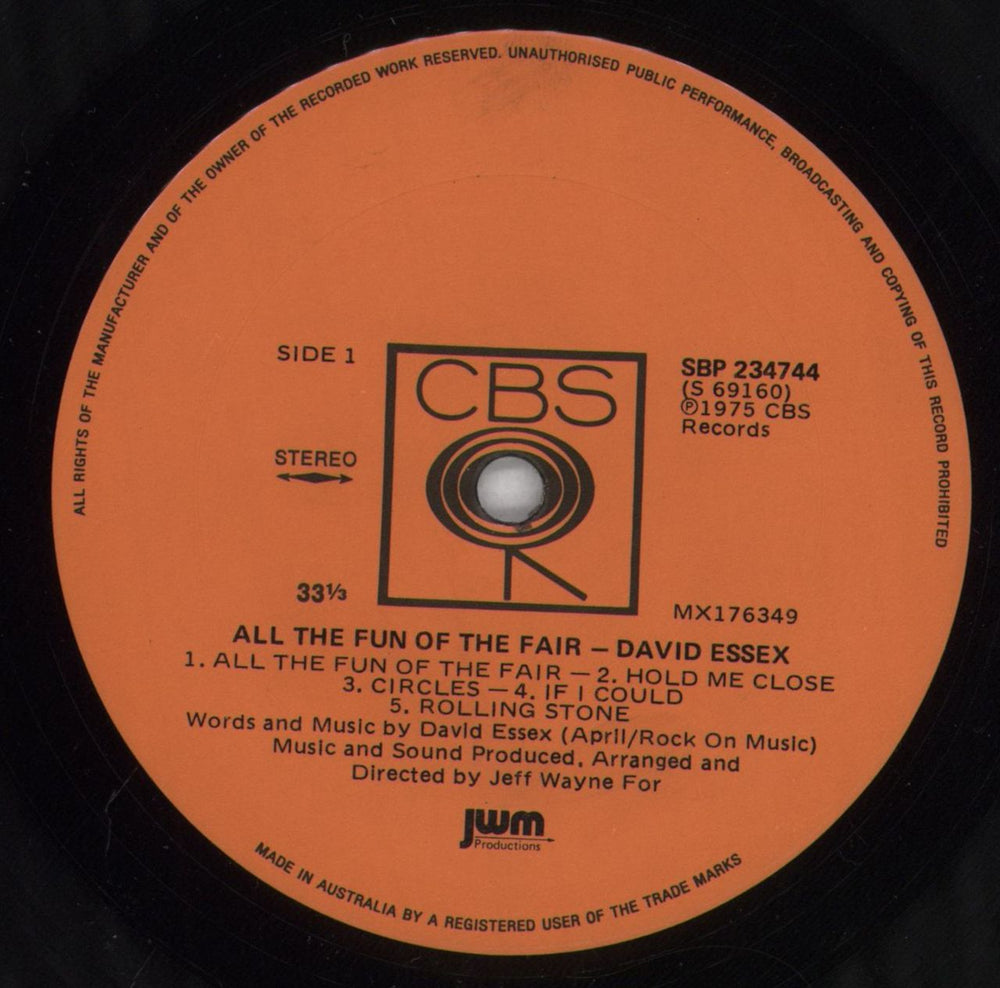 ALL RIGHTS OF THE MANUFACTURER AND OF THE OWNER OF THE RECORDED WORK RESERVED. UNAUTHORISED PUBLIC PERFORMANCE, BROADCASTING AND COPYING OF THIS RECORD PROHIBITED
SIDE 1
STEREO
33⅓
CBS
SBP 234744
(S 69160)
℗1975 CBS
Records
MX176349
ALL THE FUN OF THE FAIR – DAVID ESSEX
1. ALL THE FUN OF THE FAIR – 2. HOLD ME CLOSE
3. CIRCLES – 4. IF I COULD
5. ROLLING STONE
Words and Music by David Essex (April/Rock On Music)
Music and Sound Produced, Arranged and
Directed by Jeff Wayne For
jwm
Productions
MADE IN AUSTRALIA BY A REGISTERED USER OF THE TRADE MARKS